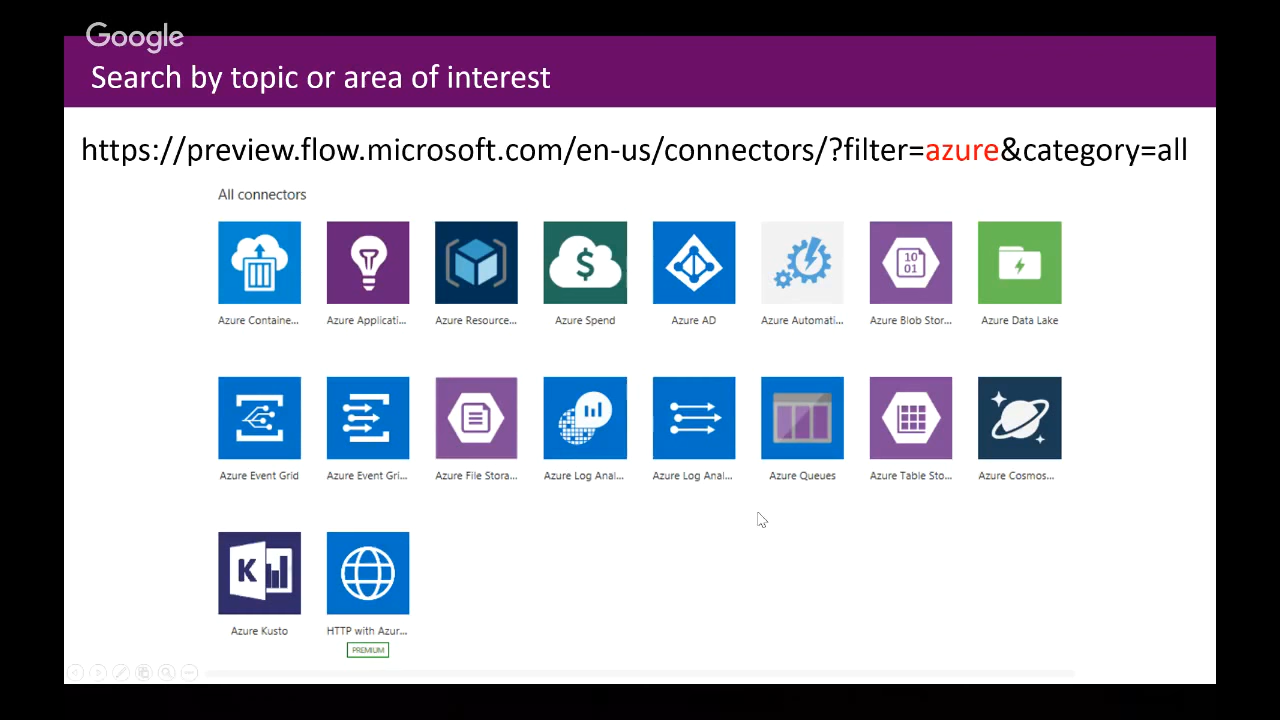 Google
Search by topic or area of interest
https://preview.flow.microsoft.com/en-us/connectors/?filter=azure&category=all
All connectors
Azure Containe... Azure Applicati... Azure Resource... Azure Spend Azure AD Azure Automati... Azure Blob Stor... Azure Data Lake
10
01
Azure Event Grid Azure Event Gri... Azure File Stora... Azure Log Anal... Azure Log Anal... Azure Queues Azure Table Sto... Azure Cosmos...
K
Azure Kusto HTTP with Azur...
PREMIUM